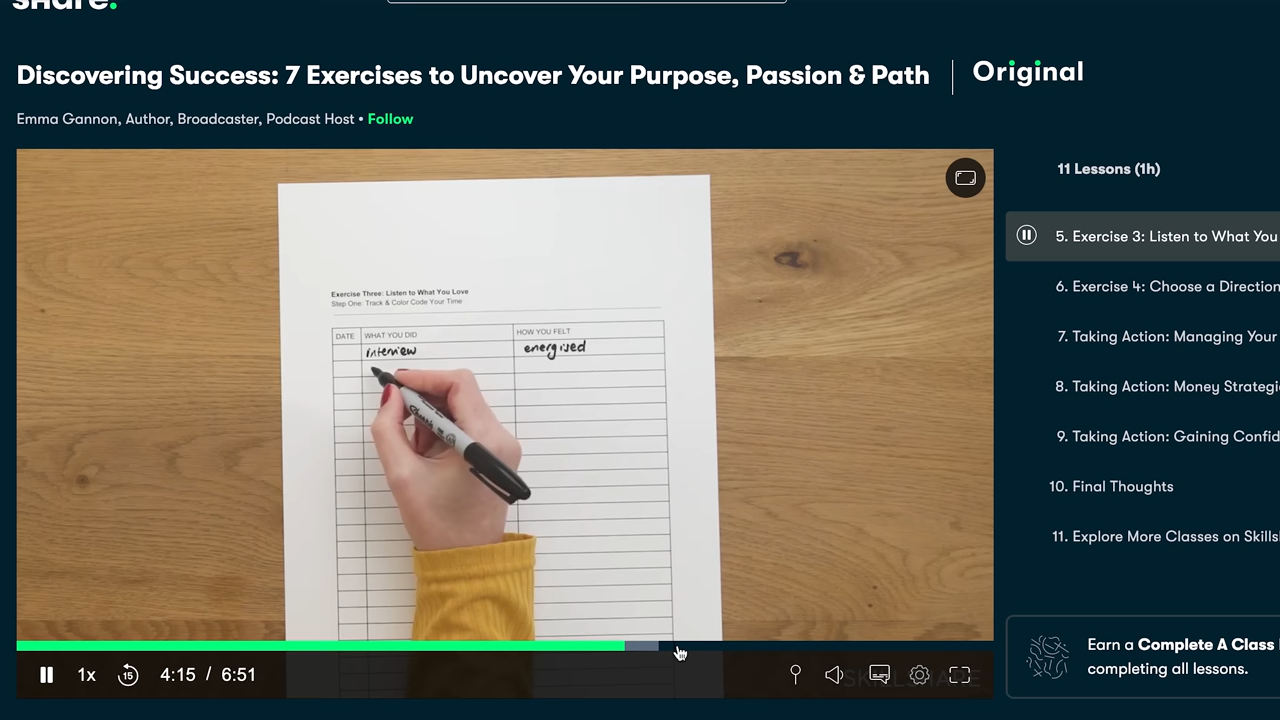 share.
Discovering Success: 7 Exercises to Uncover Your Purpose, Passion & Path
Original
Emma Gannon, Author, Broadcaster, Podcast Host • Follow
11 Lessons (1h)
5. Exercise 3: Listen to What You
6. Exercise 4: Choose a Direction
7. Taking Action: Managing Your
8. Taking Action: Money Strategi
9. Taking Action: Gaining Confid
10. Final Thoughts
11. Explore More Classes on Skills
Earn a Complete A Class
completing all lessons.
Exercise Three: Listen to What You Love
Step One: Track & Color Code Your Time
DATE WHAT YOU DID HOW YOU FELT
interview energised
1x 15 4:15 / 6:51
SKILLSHARE